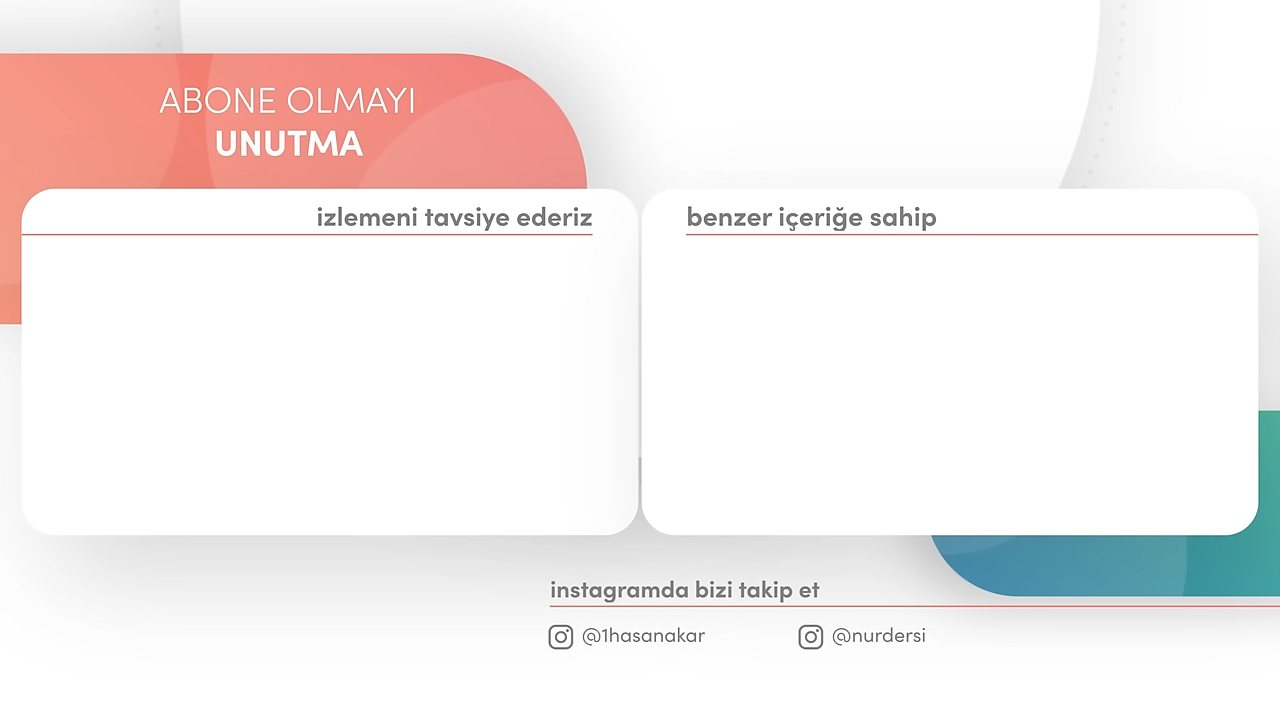 ABONE OLMAYI
UNUTMA
izlemeni tavsiye ederiz
benzer içeriğe sahip
instagramda bizi takip et
@1hasanakar
@nurdersi